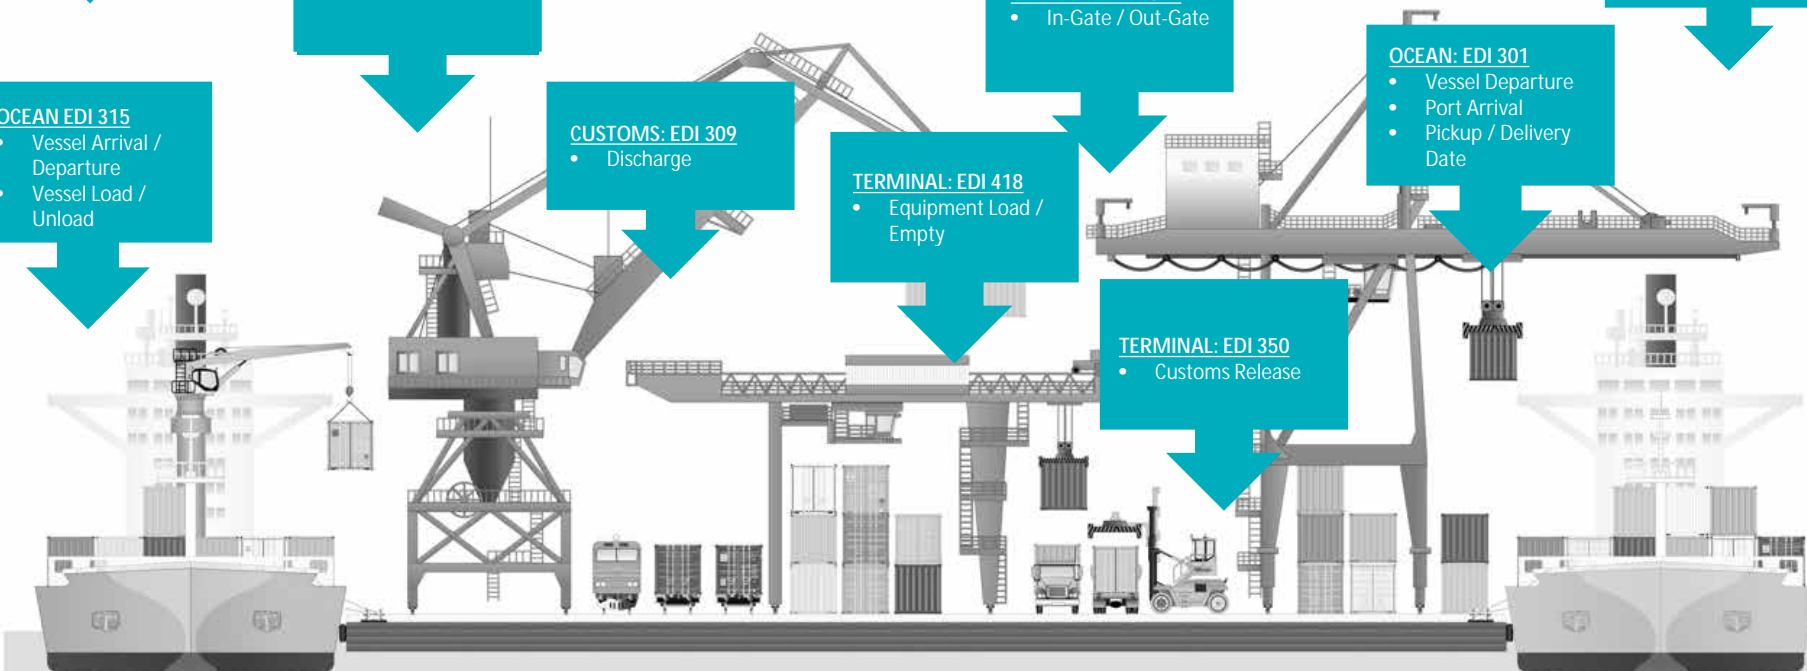 In-Gate / Out-Gate
OCEAN: EDI 301
Vessel Departure
Port Arrival
Pickup / Delivery
Date
OCEAN EDI 315
Vessel Arrival /
Departure
Vessel Load /
Unload
CUSTOMS: EDI 309
Discharge
TERMINAL: EDI 418
Equipment Load /
Empty
TERMINAL: EDI 350
Customs Release